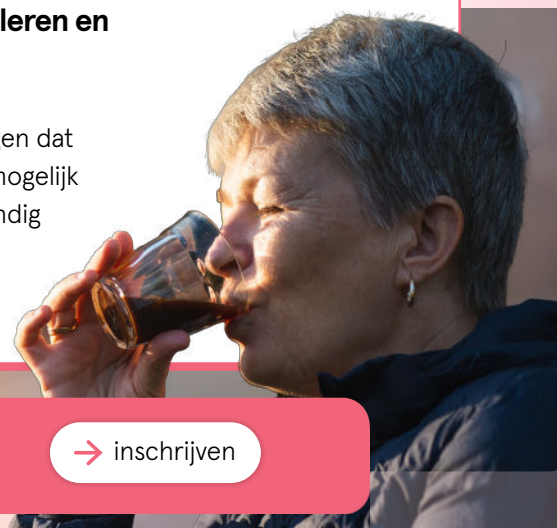 leren en
en dat
mogelijk
ndig
inschrijven